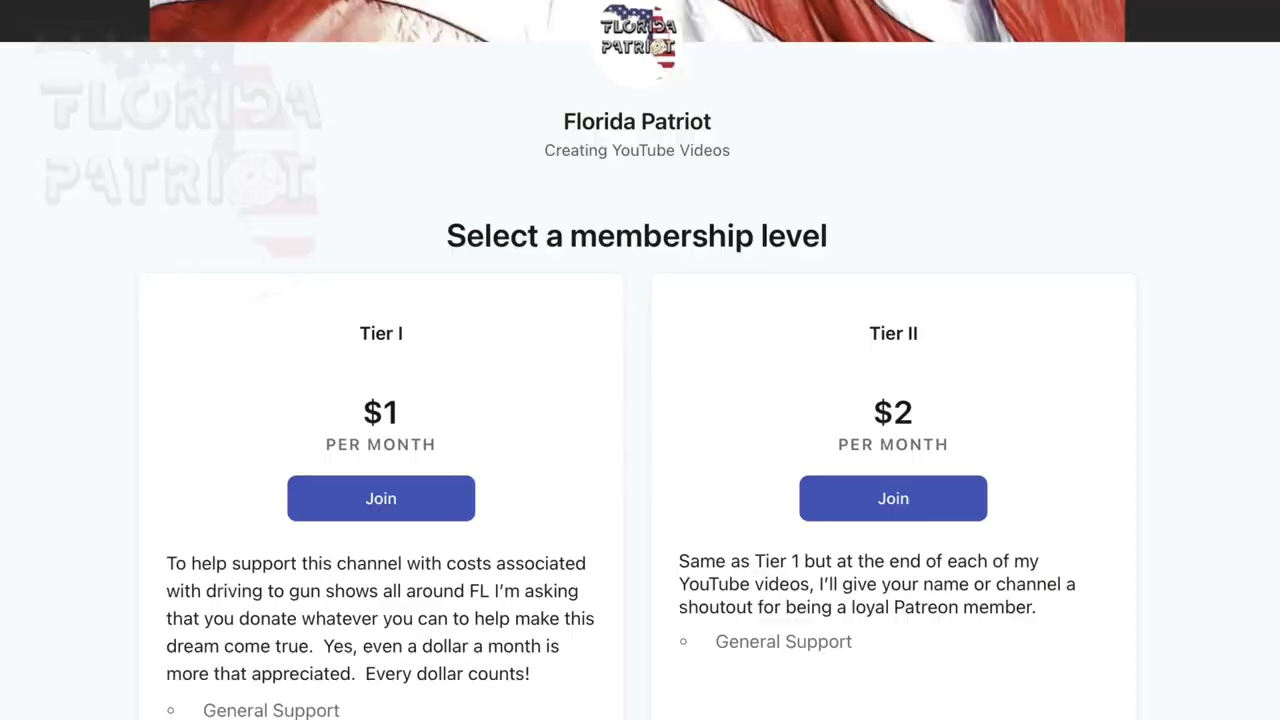 FLORIDA
PATRIOT
FLORIDA
PATRIOT
Florida Patriot
Creating YouTube Videos
Select a membership level
Tier I
$1
PER MONTH
Join
To help support this channel with costs associated
with driving to gun shows all around FL I’m asking
that you donate whatever you can to help make this
dream come true.  Yes, even a dollar a month is
more that appreciated.  Every dollar counts!
General Support
Tier II
$2
PER MONTH
Join
Same as Tier 1 but at the end of each of my
YouTube videos, I’ll give your name or channel a
shoutout for being a loyal Patreon member.
General Support